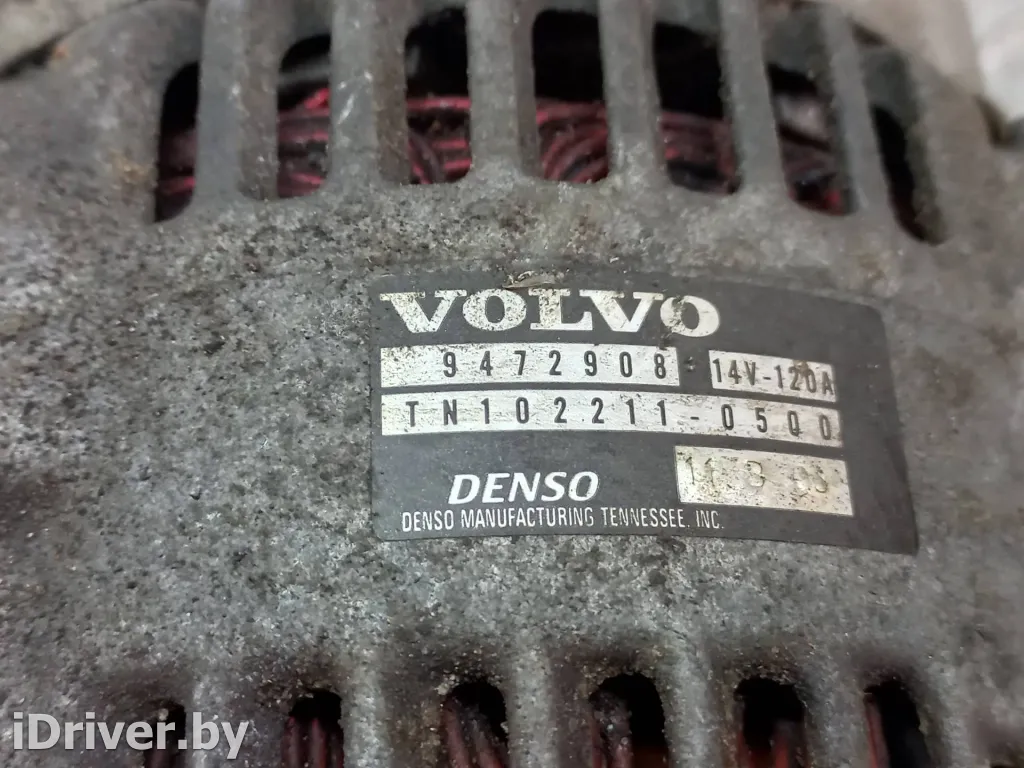 VOLVO
9472908 14V-120A
TN102211-0500
DENSO
DENSO MANUFACTURING TENNESSEE, INC.
iDriver.by